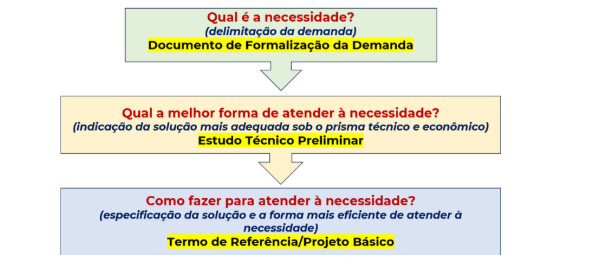 Qual é a necessidade?
(delimitação da demanda)
Documento de Formalização da Demanda
Qual a melhor forma de atender à necessidade?
(indicação da solução mais adequada sob o prisma técnico e econômico)
Estudo Técnico Preliminar
Como fazer para atender à necessidade?
(especificação da solução e a forma mais eficiente de atender à
necessidade)
Termo de Referência/Projeto Básico